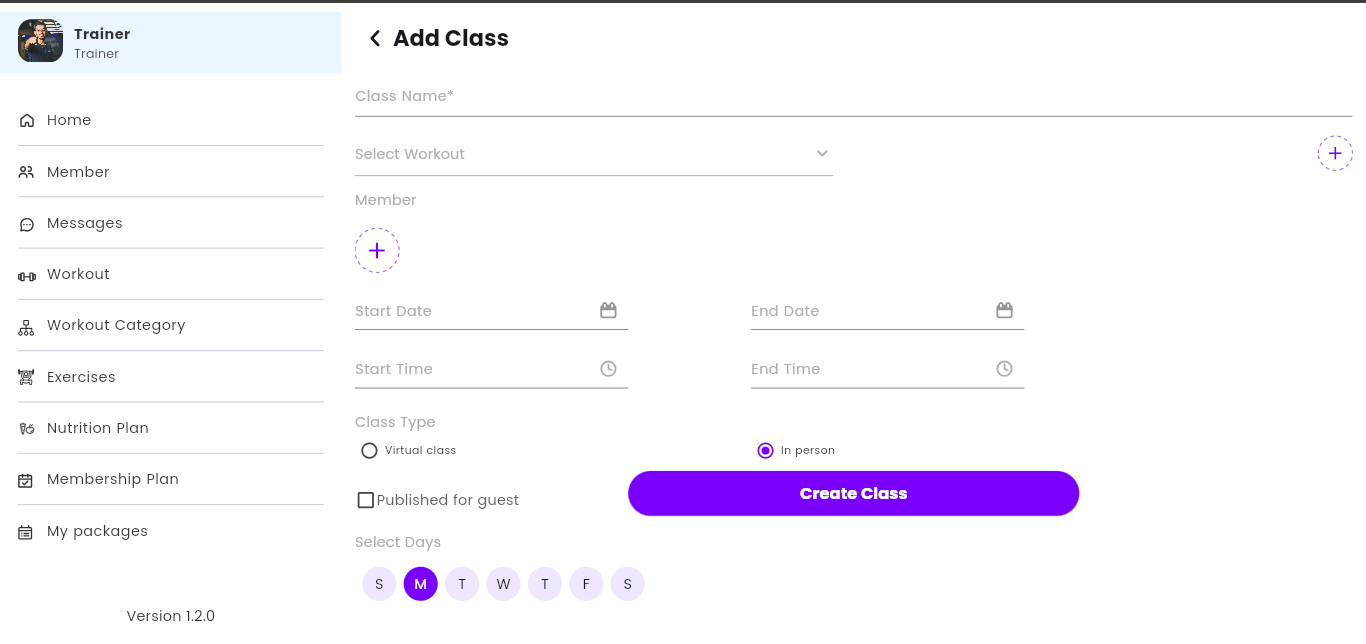 Trainer
Trainer
Home
Member
Messages
Workout
Workout Category
Exercises
Nutrition Plan
Membership Plan
My packages
Version 1.2.0
Add Class
Class Name*
Select Workout
Member
Start Date
End Date
Start Time
End Time
Class Type
Virtual class
In person
Published for guest
Create Class
Select Days
S M T W T F S